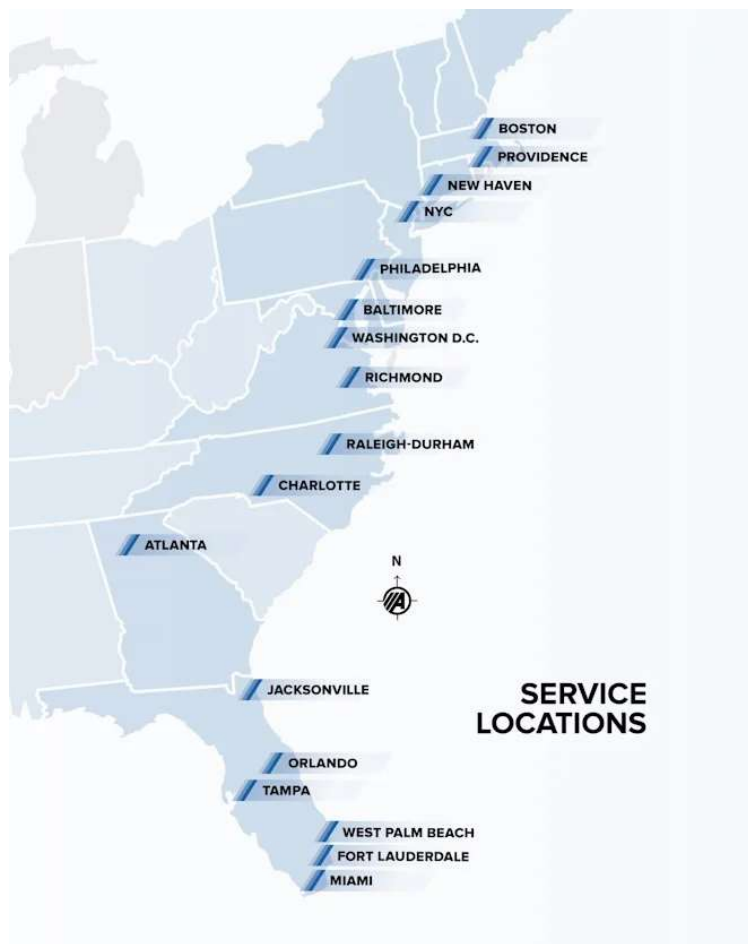 BOSTON
PROVIDENCE
NEW HAVEN
NYC
PHILADELPHIA
BALTIMORE
WASHINGTON D.C.
RICHMOND
RALEIGH-DURHAM
CHARLOTTE
ATLANTA
N
A
JACKSONVILLE
SERVICE
LOCATIONS
ORLANDO
TAMPA
WEST PALM BEACH
FORT LAUDERDALE
MIAMI